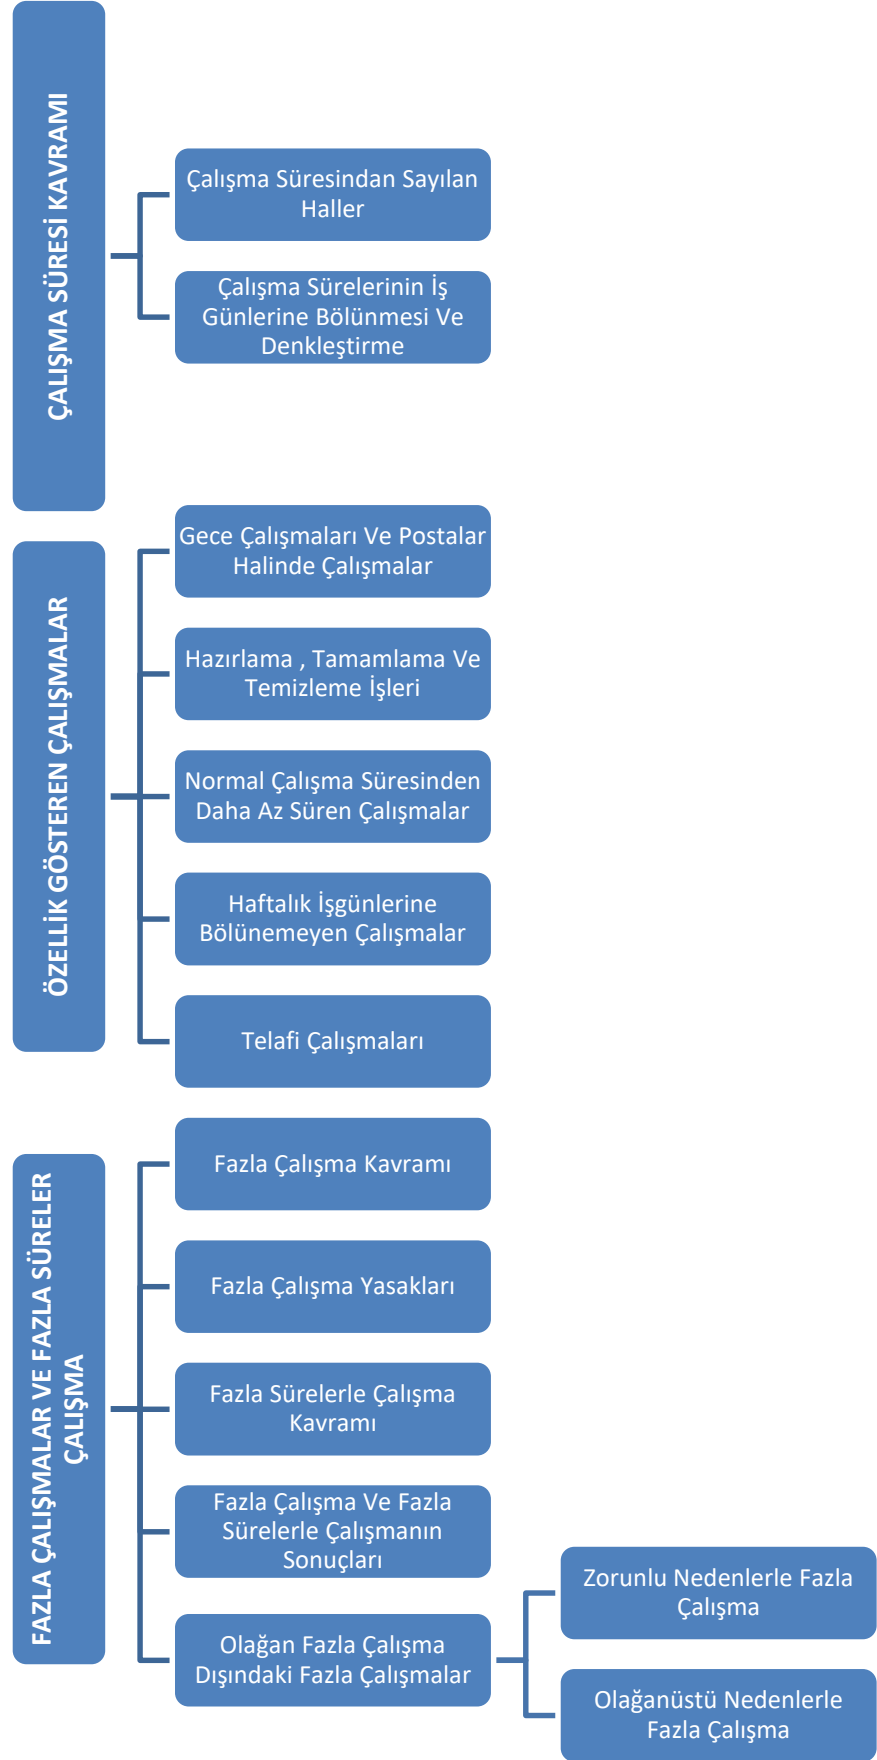 ÇALIŞMA SÜRESİ KAVRAMI
Çalışma Süresindan Sayılan
Haller
Çalışma Sürelerinin İş
Günlerine Bölünmesi Ve
Denkleştirme
ÖZELLİK GÖSTEREN ÇALIŞMALAR
Gece Çalışmaları Ve Postalar
Halinde Çalışmalar
Hazırlama , Tamamlama Ve
Temizleme İşleri
Normal Çalışma Süresinden
Daha Az Süren Çalışmalar
Haftalık İşgünlerine
Bölünemeyen Çalışmalar
Telafi Çalışmaları
FAZLA ÇALIŞMALAR VE FAZLA SÜRELER
ÇALIŞMA
Fazla Çalışma Kavramı
Fazla Çalışma Yasakları
Fazla Sürelerle Çalışma
Kavramı
Fazla Çalışma Ve Fazla
Sürelerle Çalışmanın
Sonuçları
Olağan Fazla Çalışma
Dışındaki Fazla Çalışmalar
Zorunlu Nedenlerle Fazla
Çalışma
Olağanüstü Nedenlerle
Fazla Çalışma